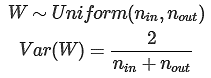 W ∼ Uniform(n_in, n_out)
Var(W) = 2 / (n_in + n_out)